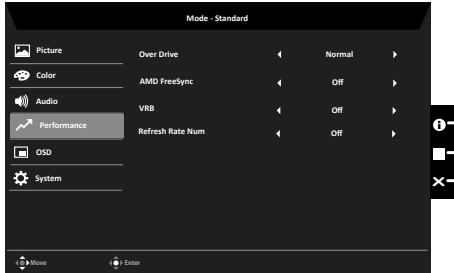 Mode - Standard
Picture
Over Drive Normal
Color
AMD FreeSync Off
Audio
VRB Off
Performance
Refresh Rate Num Off
OSD
System
Move Enter